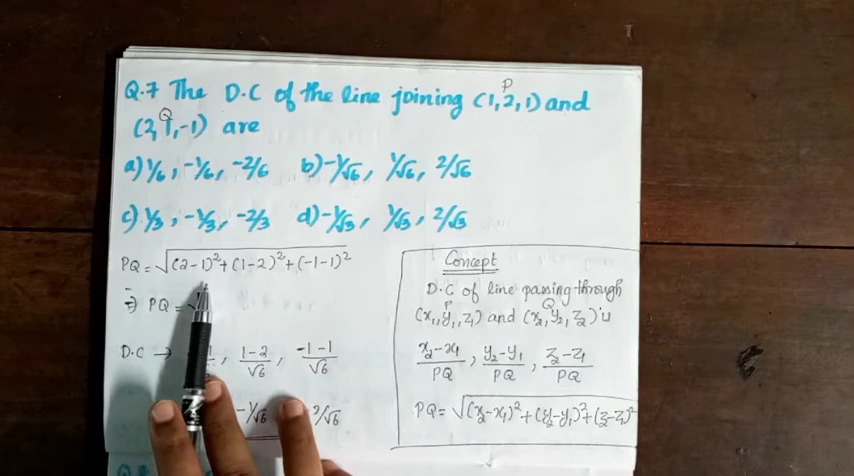 Q.7 The D.C of the line joining (1,2,1) and
P
(2,1,-1) are
Q
a) 1/6, -1/6, -2/6 b) -1/√6, 1/√6, 2/√6
c) 1/3, -1/3, -2/3 d) -1/√3, 1/√3, 2/√3
PQ = √(2-1)²+(1-2)²+(-1-1)²
⇒ PQ = √
D.C → 1-2/√6, -1-1/√6
-1/√6
Concept
D.C of line passing through
P Q
(x₁,y₁,z₁) and (x₂,y₂,z₂) is
x₂-x₁/PQ, y₂-y₁/PQ, z₂-z₁/PQ
PQ = √(x₂-x₁)²+(y₂-y₁)²+(z₂-z₁)²